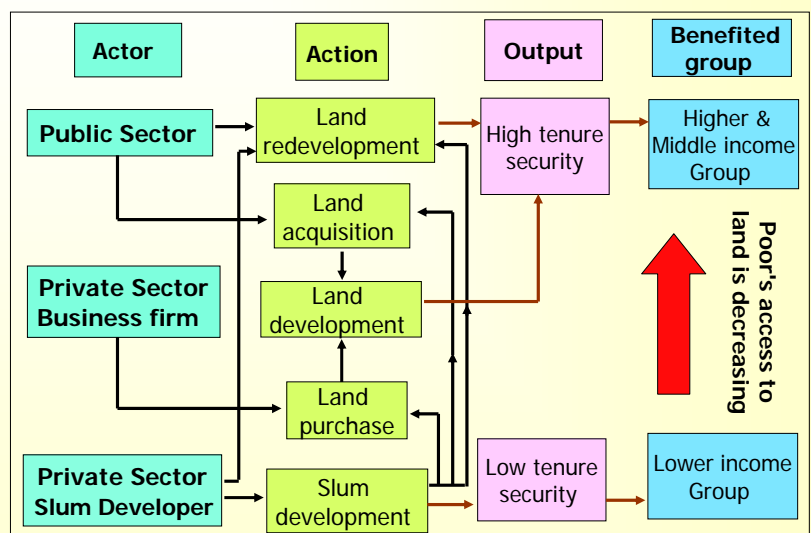 Actor
Action
Output
Benefited
group
Public Sector
Land
redevelopment
High tenure
security
Higher &
Middle income
Group
Land
acquisition
Private Sector
Business firm
Land
development
Poor's access to
land is decreasing
Land
purchase
Private Sector
Slum Developer
Slum
development
Low tenure
security
Lower income
Group